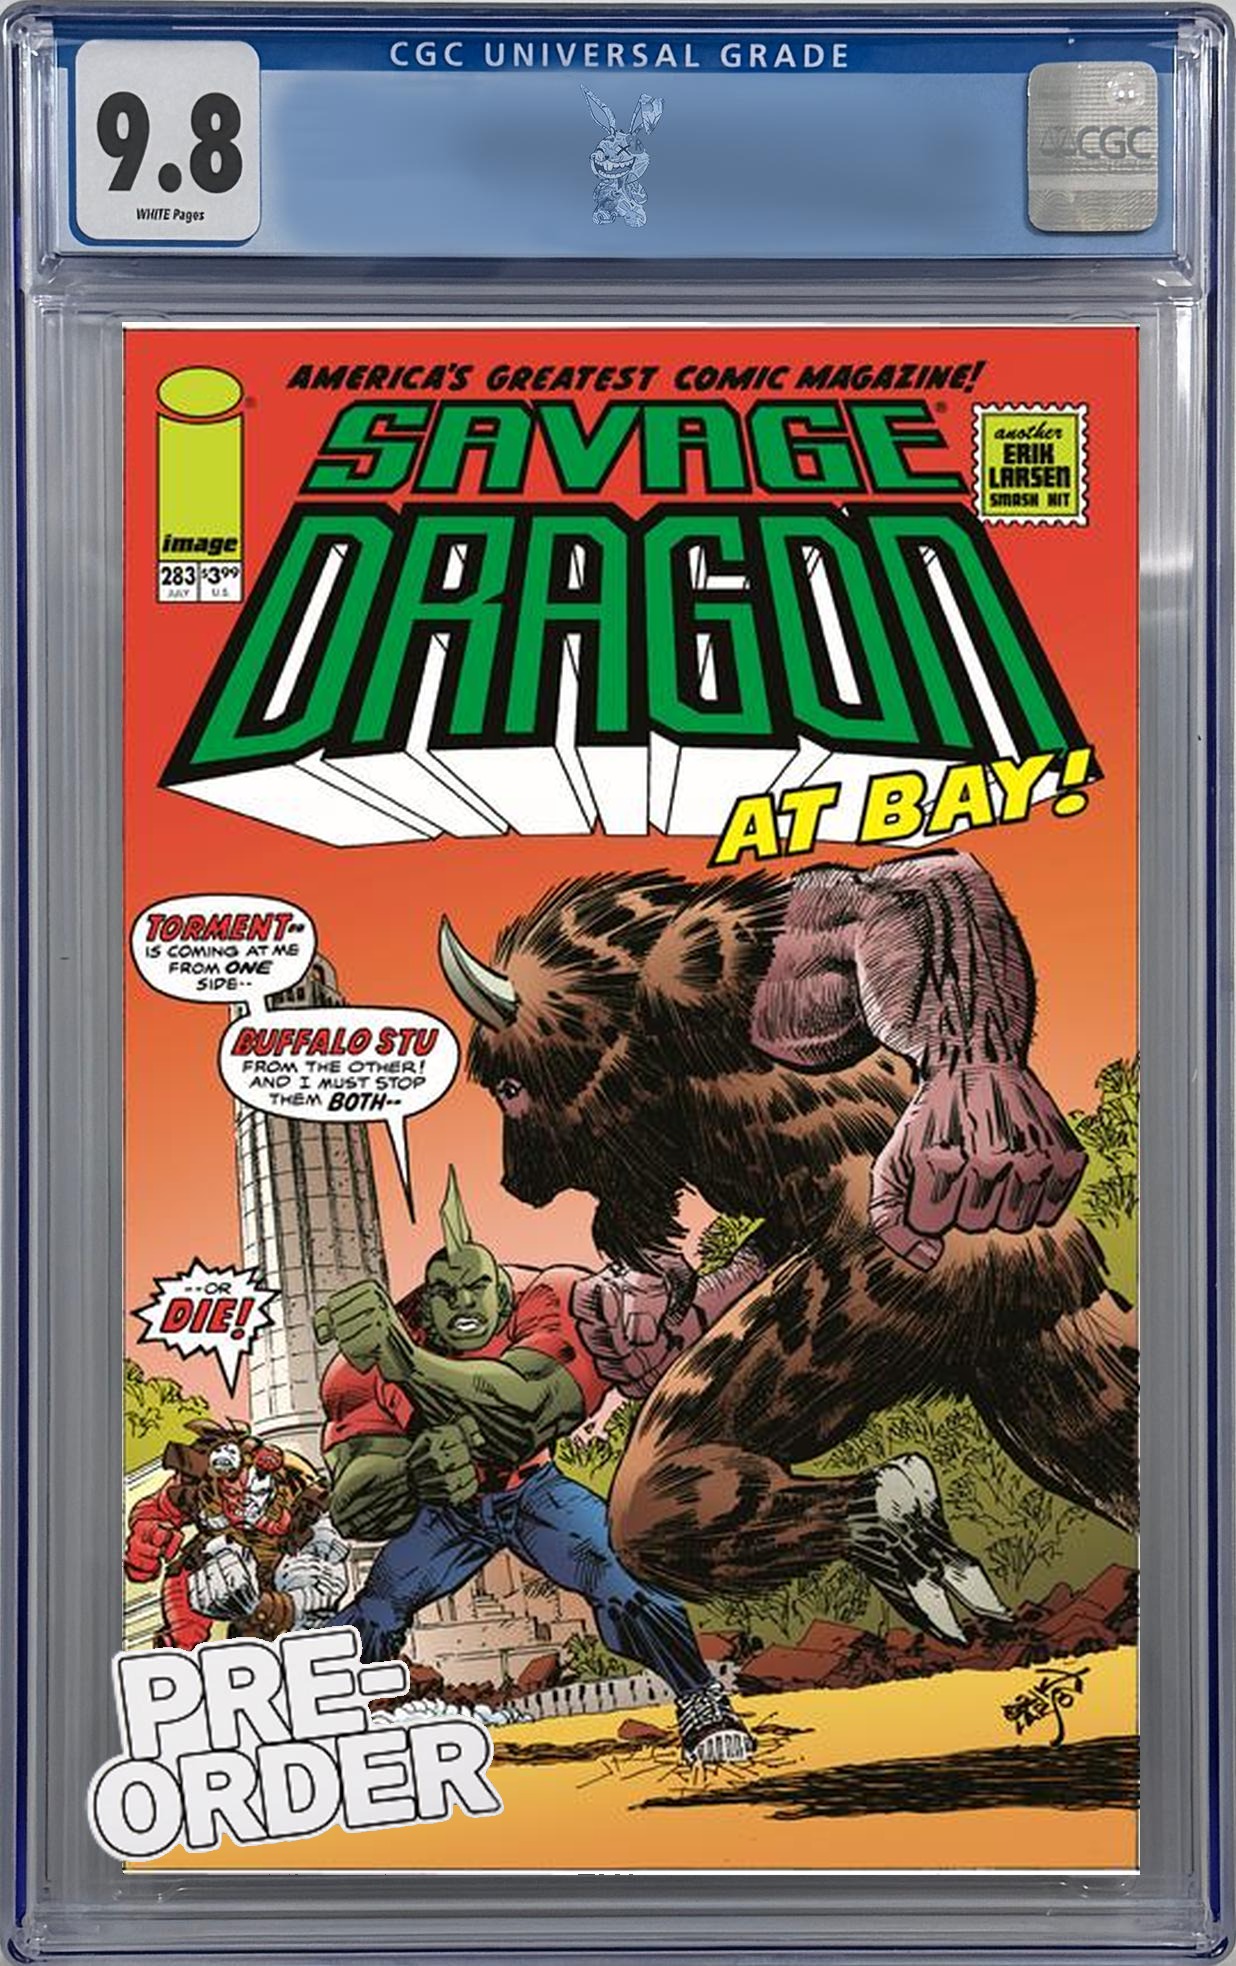 CGC UNIVERSAL GRADE
9.8
WHITE Pages
CGC
AMERICA'S GREATEST COMIC MAGAZINE!
SAVAGE
DRAGON
AT BAY!
another
ERIK
LARSEN
SMASH HIT
image
283 $3.99
JULY U.S.
TORMENT--
IS COMING AT ME
FROM ONE
SIDE--
BUFFALO STU
FROM THE OTHER!
AND I MUST STOP
THEM BOTH--
--OR
DIE!
PRE-
ORDER